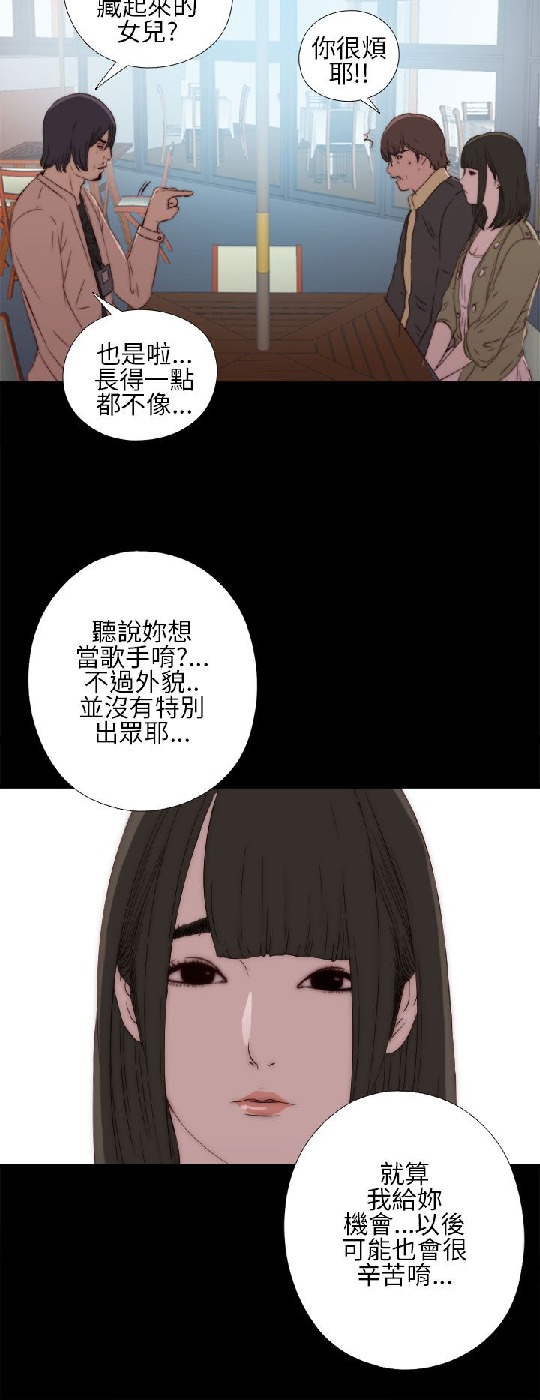 藏起來的
女兒?
你很煩
耶!!
也是啦...
長得一點
都不像...
聽說妳想
當歌手唷?...
不過外貌..
並沒有特別
出眾耶...
就算
我給妳
機會...以後
可能也會很
辛苦唷...